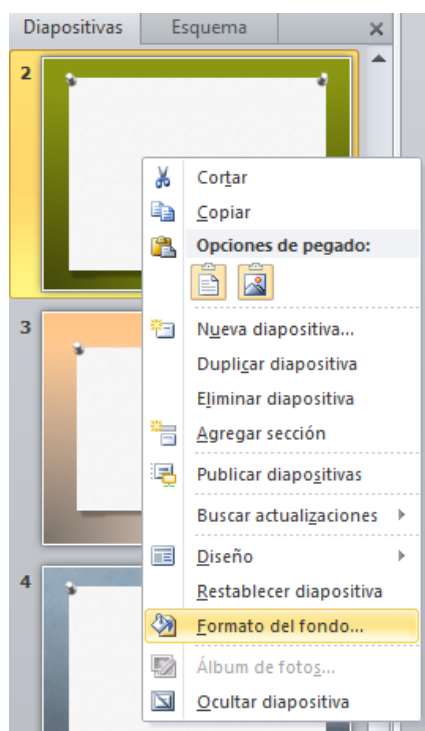 Diapositivas Esquema
2
Cortar
Copiar
Opciones de pegado:
3
Nueva diapositiva...
Duplicar diapositiva
Eliminar diapositiva
Agregar sección
Publicar diapositivas
Buscar actualizaciones
Diseño
4
Restablecer diapositiva
Formato del fondo...
Álbum de fotos...
Ocultar diapositiva